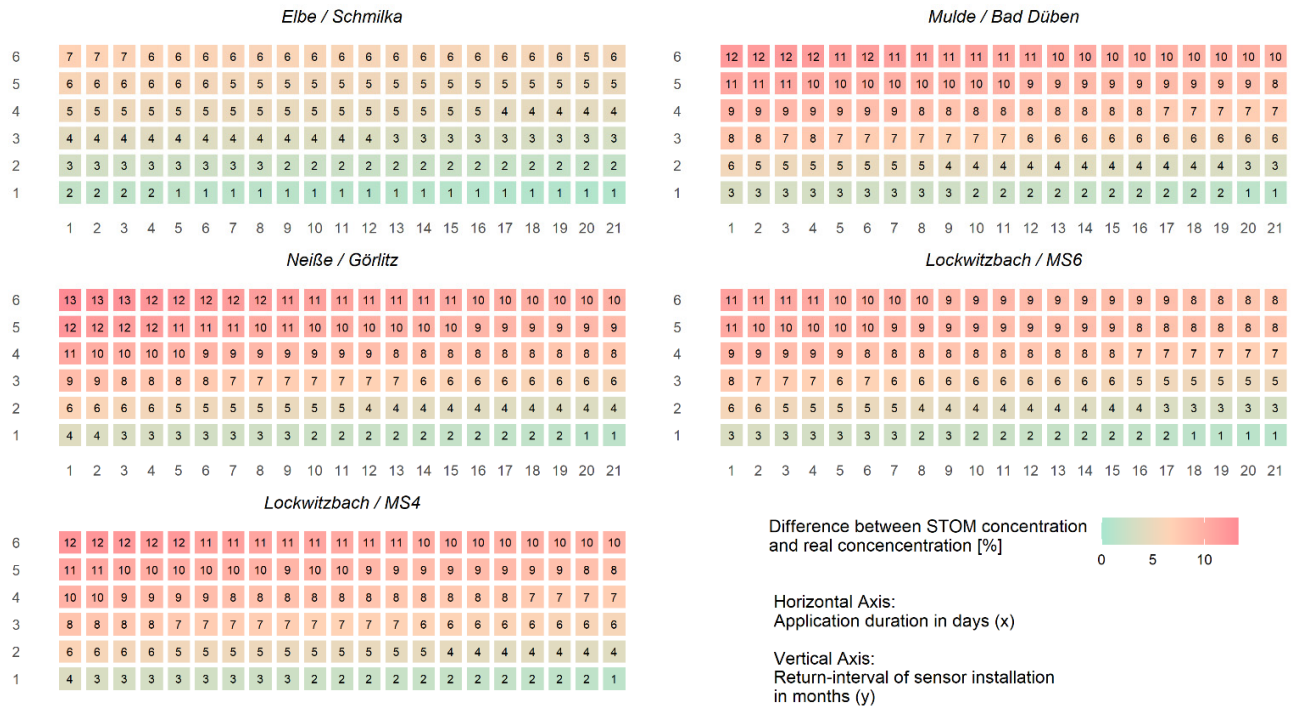 Elbe / Schmilka
6 7 7 7 6 6 6 6 6 6 6 6 6 6 6 6 6 6 6 6 5 6
5 6 6 6 6 6 6 5 5 5 5 5 5 5 5 5 5 5 5 5 5 5
4 5 5 5 5 5 5 5 5 5 5 5 5 5 5 5 5 4 4 4 4 4
3 4 4 4 4 4 4 4 4 4 4 4 4 3 3 3 3 3 3 3 3 3
2 3 3 3 3 3 3 3 3 2 2 2 2 2 2 2 2 2 2 2 2 2
1 2 2 2 2 1 1 1 1 1 1 1 1 1 1 1 1 1 1 1 1 1
1 2 3 4 5 6 7 8 9 10 11 12 13 14 15 16 17 18 19 20 21
Mulde / Bad Düben
6 12 12 12 12 11 12 11 11 11 11 11 11 10 10 10 10 10 10 10 10 10
5 11 11 11 10 10 10 10 10 10 10 10 9 9 9 9 9 9 9 9 9 8
4 9 9 9 9 9 9 9 8 8 8 8 8 8 8 8 8 7 7 7 7 7
3 8 8 7 8 7 7 7 7 7 7 7 6 6 6 6 6 6 6 6 6 6
2 6 5 5 5 5 5 5 5 4 4 4 4 4 4 4 4 4 4 4 3 3
1 3 3 3 3 3 3 3 3 3 2 2 2 2 2 2 2 2 2 2 1 1
1 2 3 4 5 6 7 8 9 10 11 12 13 14 15 16 17 18 19 20 21
Neiße / Görlitz
6 13 13 13 12 12 12 12 12 11 11 11 11 11 11 11 10 10 10 10 10 10
5 12 12 12 12 11 11 11 10 11 10 10 10 10 10 10 9 9 9 9 9 9
4 11 10 10 10 10 9 9 9 9 9 9 9 8 8 8 8 8 8 8 8 8
3 9 9 8 8 8 8 7 7 7 7 7 7 7 6 6 6 6 6 6 6 6
2 6 6 6 6 5 5 5 5 5 5 5 4 4 4 4 4 4 4 4 4 4
1 4 4 3 3 3 3 3 3 3 2 2 2 2 2 2 2 2 2 2 1 1
1 2 3 4 5 6 7 8 9 10 11 12 13 14 15 16 17 18 19 20 21
Lockwitzbach / MS6
6 11 11 11 11 10 10 10 10 9 9 9 9 9 9 9 9 9 8 8 8 8
5 11 10 10 10 10 10 9 9 9 9 9 9 9 9 9 8 8 8 8 8 8
4 9 9 9 9 9 8 8 8 8 8 8 8 8 8 8 7 7 7 7 7 7
3 8 7 7 7 6 7 6 6 6 6 6 6 6 6 6 5 5 5 5 5 5
2 6 6 5 5 5 5 5 4 4 4 4 4 4 4 4 4 3 3 3 3 3
1 3 3 3 3 3 3 3 2 3 2 2 2 2 2 2 2 2 1 1 1 1
1 2 3 4 5 6 7 8 9 10 11 12 13 14 15 16 17 18 19 20 21
Lockwitzbach / MS4
6 12 12 12 12 12 11 11 11 11 11 11 11 11 11 10 10 10 10 10 10 10
5 11 11 10 10 10 10 10 10 9 10 10 9 9 9 9 9 9 9 9 8 8
4 10 10 9 9 9 9 8 8 8 8 8 8 8 8 8 8 8 7 7 7 7
3 8 8 8 8 7 7 7 7 7 7 7 7 7 6 6 6 6 6 6 6 6
2 6 6 6 6 5 5 5 5 5 5 5 5 5 5 4 4 4 4 4 4 4
1 4 3 3 3 3 3 3 3 3 2 2 2 2 2 2 2 2 2 2 2 1
1 2 3 4 5 6 7 8 9 10 11 12 13 14 15 16 17 18 19 20 21
Difference between STOM concentration
and real concencentration [%]
0 5 10
Horizontal Axis:
Application duration in days (x)
Vertical Axis:
Return-interval of sensor installation
in months (y)